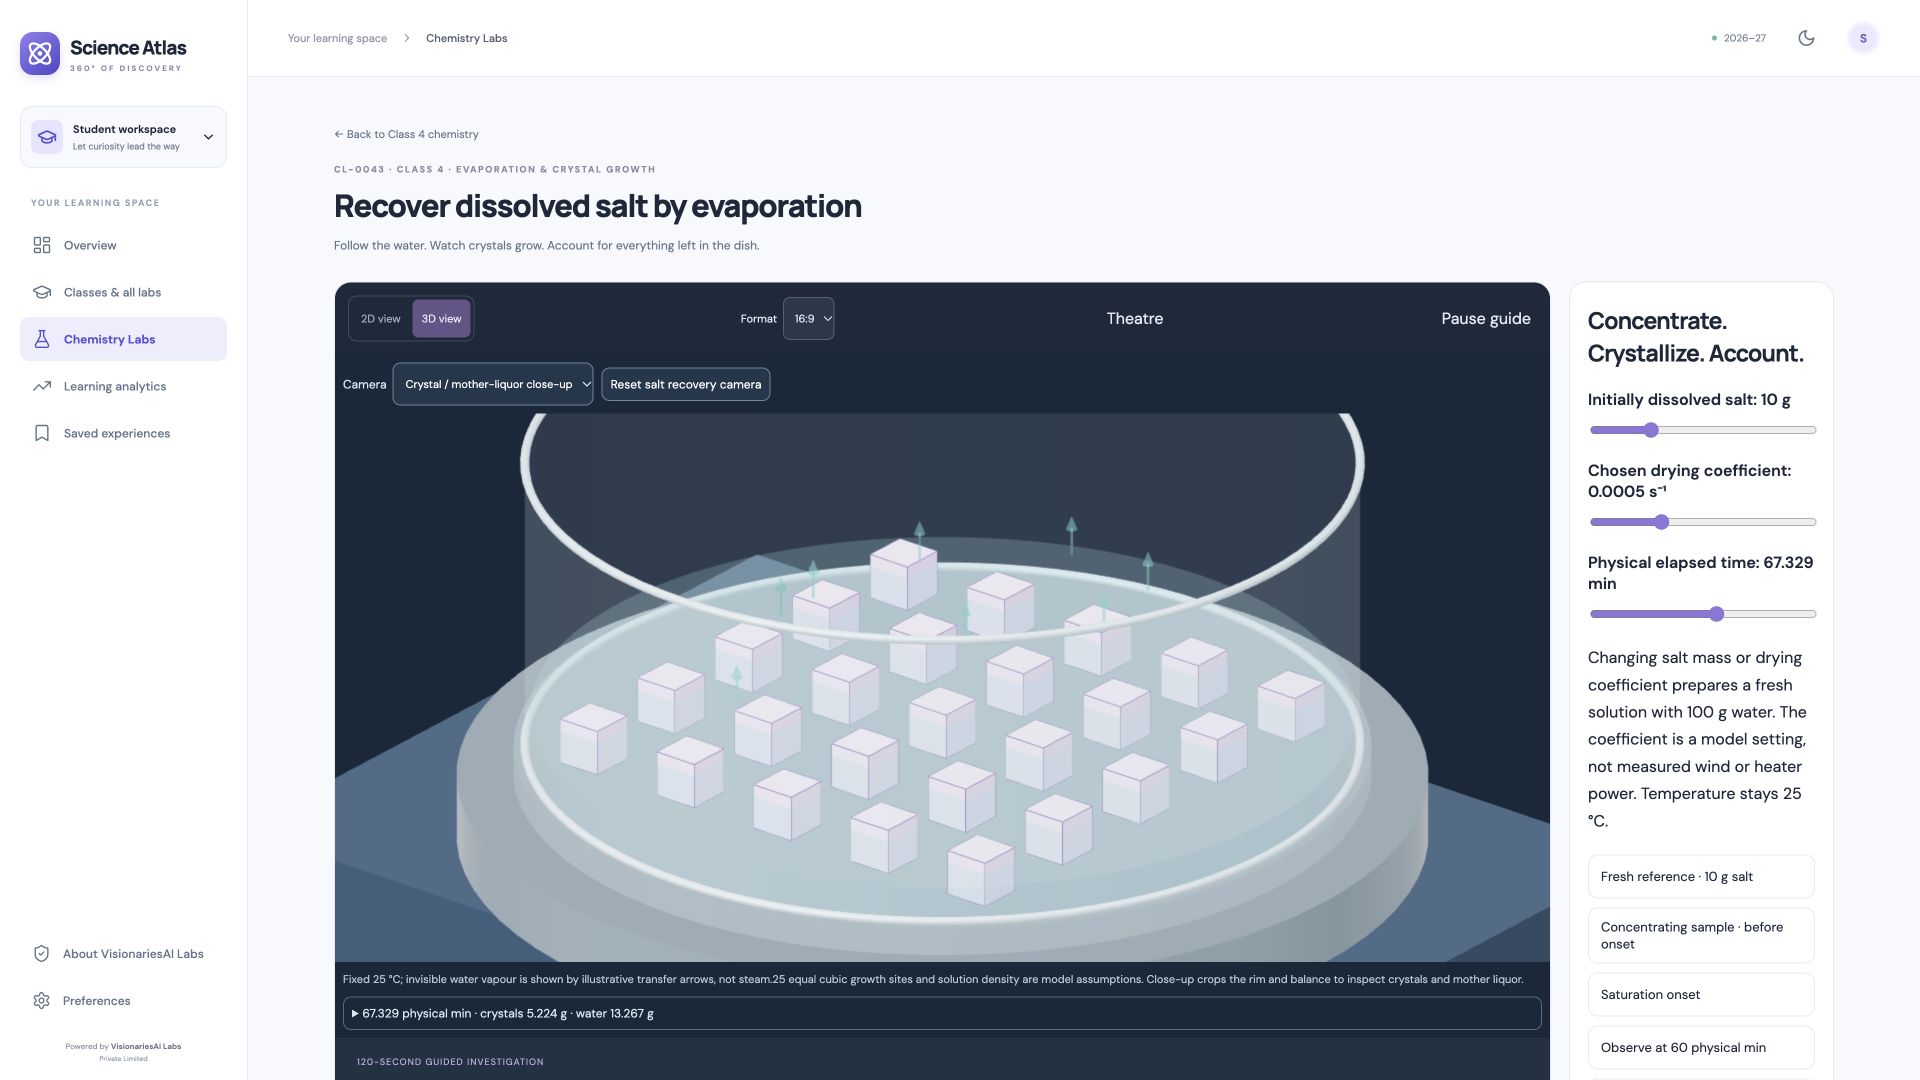 Science Atlas
360° OF DISCOVERY
Student workspace
Let curiosity lead the way
YOUR LEARNING SPACE
Overview
Classes & all labs
Chemistry Labs
Learning analytics
Saved experiences
About VisionariesAI Labs
Preferences
Powered by VisionariesAI Labs
Private Limited
Your learning space > Chemistry Labs
2026–27
S
← Back to Class 4 chemistry
CL-0043 · CLASS 4 · EVAPORATION & CRYSTAL GROWTH
Recover dissolved salt by evaporation
Follow the water. Watch crystals grow. Account for everything left in the dish.
2D view 3D view Format 16:9 Theatre Pause guide
Camera Crystal / mother-liquor close-up Reset salt recovery camera
Fixed 25 °C; invisible water vapour is shown by illustrative transfer arrows, not steam.25 equal cubic growth sites and solution density are model assumptions. Close-up crops the rim and balance to inspect crystals and mother liquor.
▶ 67.329 physical min · crystals 5.224 g · water 13.267 g
120-SECOND GUIDED INVESTIGATION
Concentrate.
Crystallize. Account.
Initially dissolved salt: 10 g
Chosen drying coefficient:
0.0005 s⁻¹
Physical elapsed time: 67.329
min
Changing salt mass or drying
coefficient prepares a fresh
solution with 100 g water. The
coefficient is a model setting,
not measured wind or heater
power. Temperature stays 25
°C.
Fresh reference · 10 g salt
Concentrating sample · before
onset
Saturation onset
Observe at 60 physical min